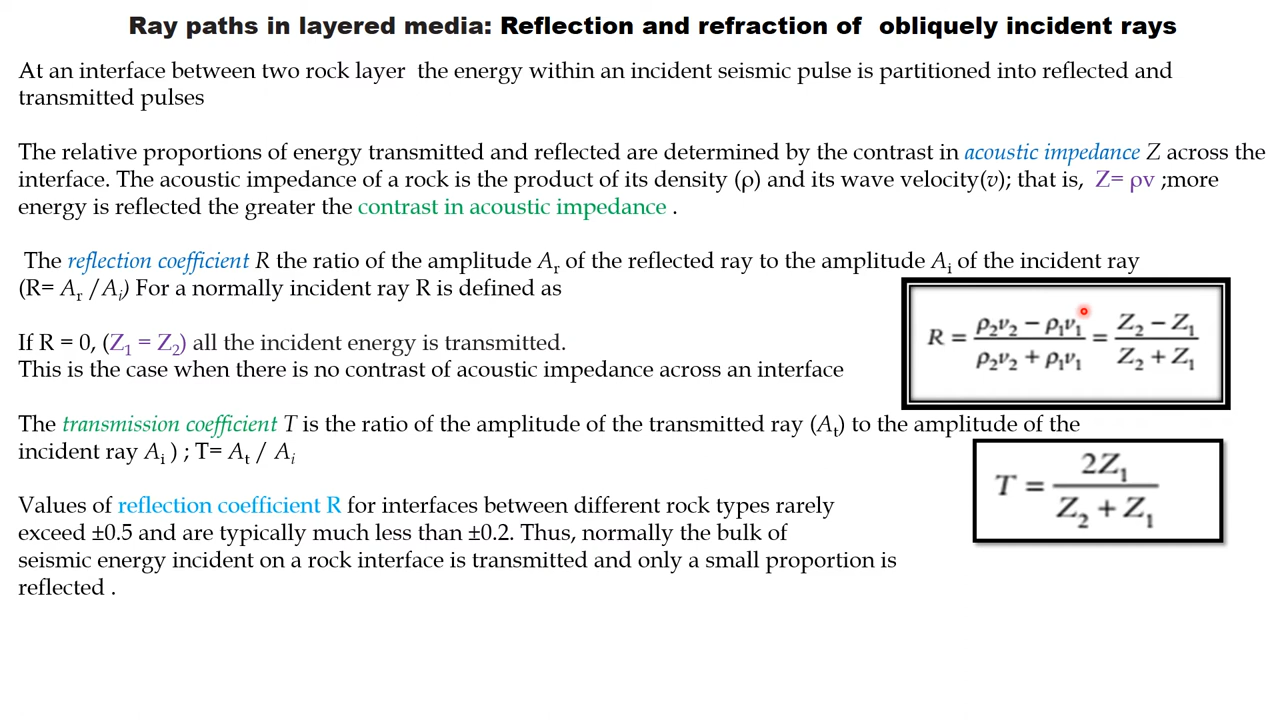 Ray paths in layered media: Reflection and refraction of obliquely incident rays
At an interface between two rock layer the energy within an incident seismic pulse is partitioned into reflected and
transmitted pulses
The relative proportions of energy transmitted and reflected are determined by the contrast in acoustic impedance Z across the
interface. The acoustic impedance of a rock is the product of its density (ρ) and its wave velocity(v); that is, Z= ρv ;more
energy is reflected the greater the contrast in acoustic impedance .
The reflection coefficient R the ratio of the amplitude Aᵣ of the reflected ray to the amplitude Aᵢ of the incident ray
(R= Aᵣ /Aᵢ) For a normally incident ray R is defined as
R = (ρ₂v₂ − ρ₁v₁)/(ρ₂v₂ + ρ₁v₁) = (Z₂ − Z₁)/(Z₂ + Z₁)
If R = 0, (Z₁ = Z₂) all the incident energy is transmitted.
This is the case when there is no contrast of acoustic impedance across an interface
The transmission coefficient T is the ratio of the amplitude of the transmitted ray (Aₜ) to the amplitude of the
incident ray Aᵢ ) ; T= Aₜ / Aᵢ
T = 2Z₁/(Z₂ + Z₁)
Values of reflection coefficient R for interfaces between different rock types rarely
exceed ±0.5 and are typically much less than ±0.2. Thus, normally the bulk of
seismic energy incident on a rock interface is transmitted and only a small proportion is
reflected .